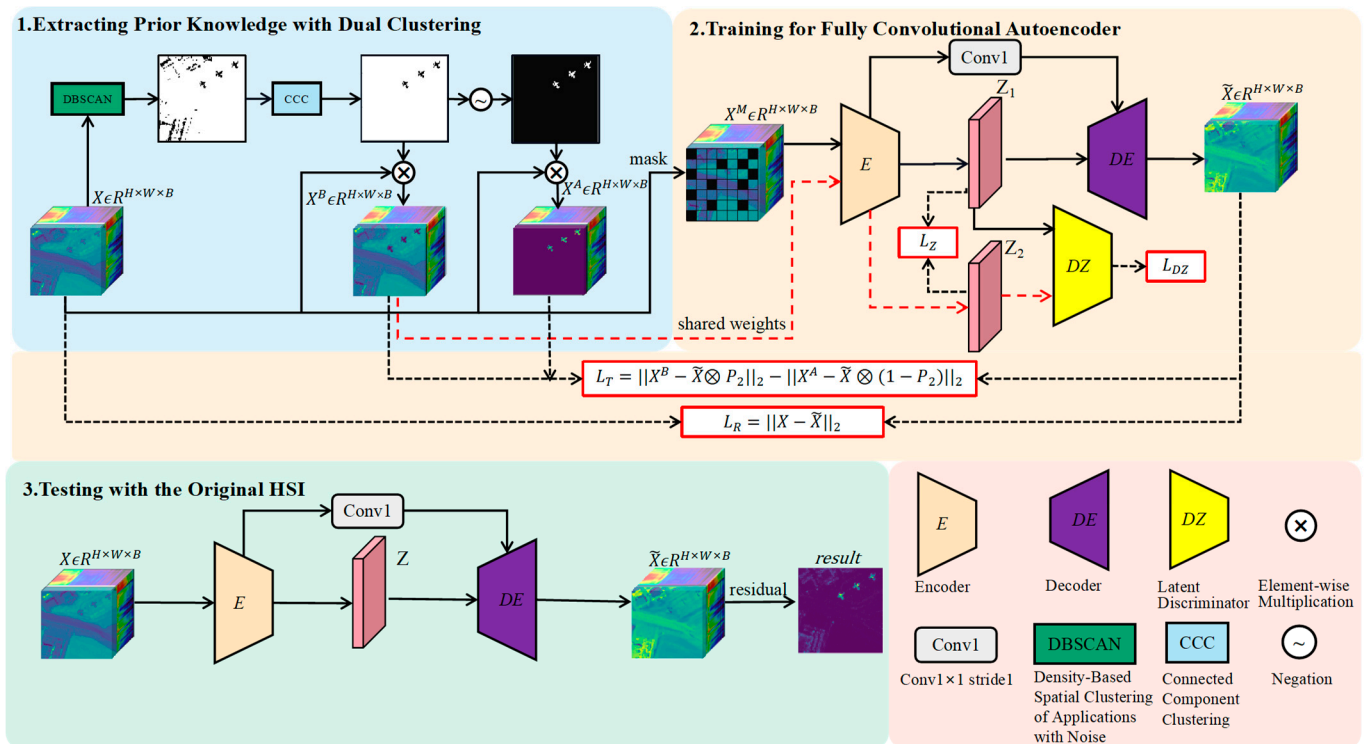 1.Extracting Prior Knowledge with Dual Clustering
DBSCAN
CCC
~
X∈R^{H×W×B}
X^B∈R^{H×W×B}
X^A∈R^{H×W×B}
mask
shared weights
2.Training for Fully Convolutional Autoencoder
Conv1
X^M∈R^{H×W×B}
E
Z_1
DE
X̃∈R^{H×W×B}
L_Z
Z_2
DZ
L_{DZ}
L_T = ||X^B − X̃⊗ P_2||_2 − ||X^A − X̃ ⊗ (1 − P_2)||_2
L_R = ||X − X̃||_2
3.Testing with the Original HSI
Conv1
X∈R^{H×W×B}
E
Z
DE
X̃∈R^{H×W×B}
residual
result
E
DE
DZ
Encoder
Decoder
Latent
Discriminator
Element-wise
Multiplication
Conv1
DBSCAN
CCC
~
Conv1×1 stride1
Density-Based
Spatial Clustering
of Applications
with Noise
Connected
Component
Clustering
Negation